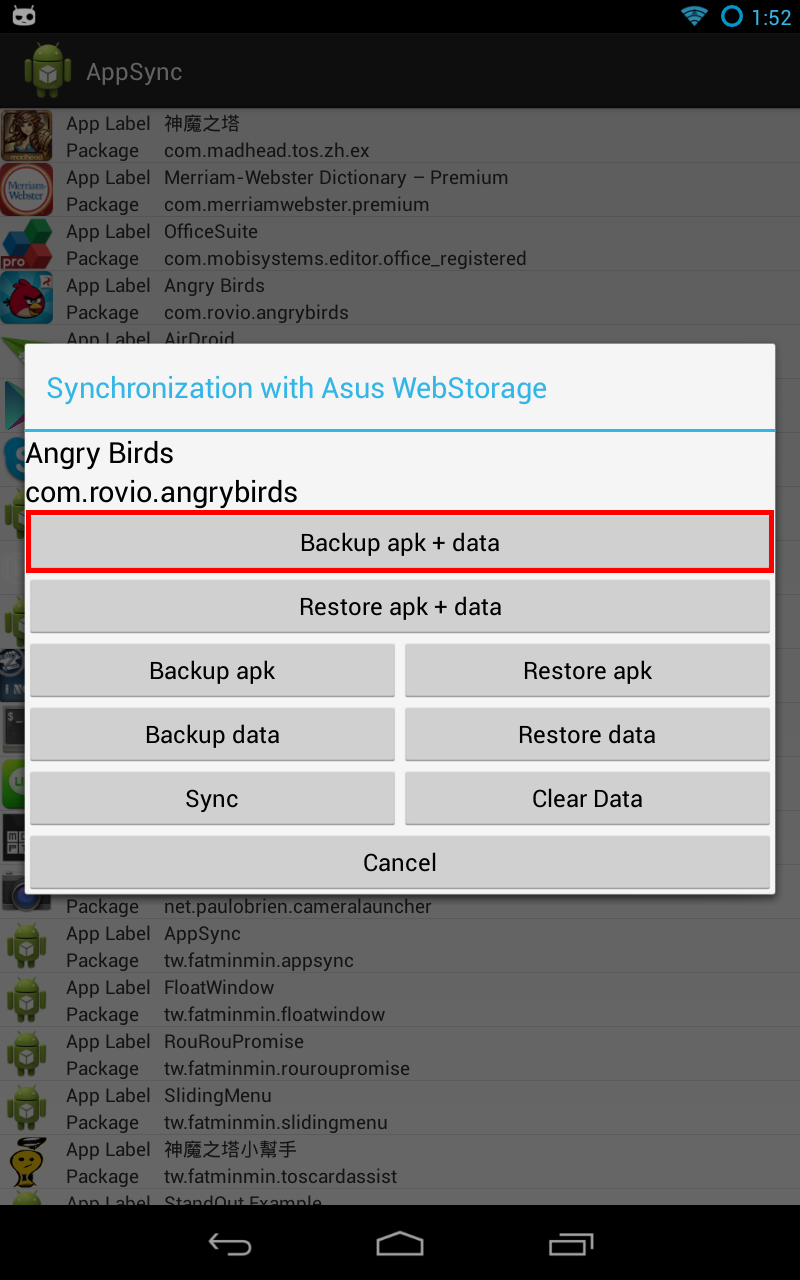 1:52
AppSync
App Label 神魔之塔
Package com.madhead.tos.zh.ex
madhead
App Label Merriam-Webster Dictionary – Premium
Package com.merriamwebster.premium
Merriam-
Webster
App Label OfficeSuite
Package com.mobisystems.editor.office_registered
pro
App Label Angry Birds
Package com.rovio.angrybirds
App Label AirDroid
Synchronization with Asus WebStorage
Angry Birds
com.rovio.angrybirds
Backup apk + data
Restore apk + data
Backup apk Restore apk
Backup data Restore data
Sync Clear Data
Cancel
Package net.paulobrien.cameralauncher
App Label AppSync
Package tw.fatminmin.appsync
App Label FloatWindow
Package tw.fatminmin.floatwindow
App Label RouRouPromise
Package tw.fatminmin.rouroupromise
App Label SlidingMenu
Package tw.fatminmin.slidingmenu
App Label 神魔之塔小幫手
Package tw.fatminmin.toscardassist
App Label StandOut Example